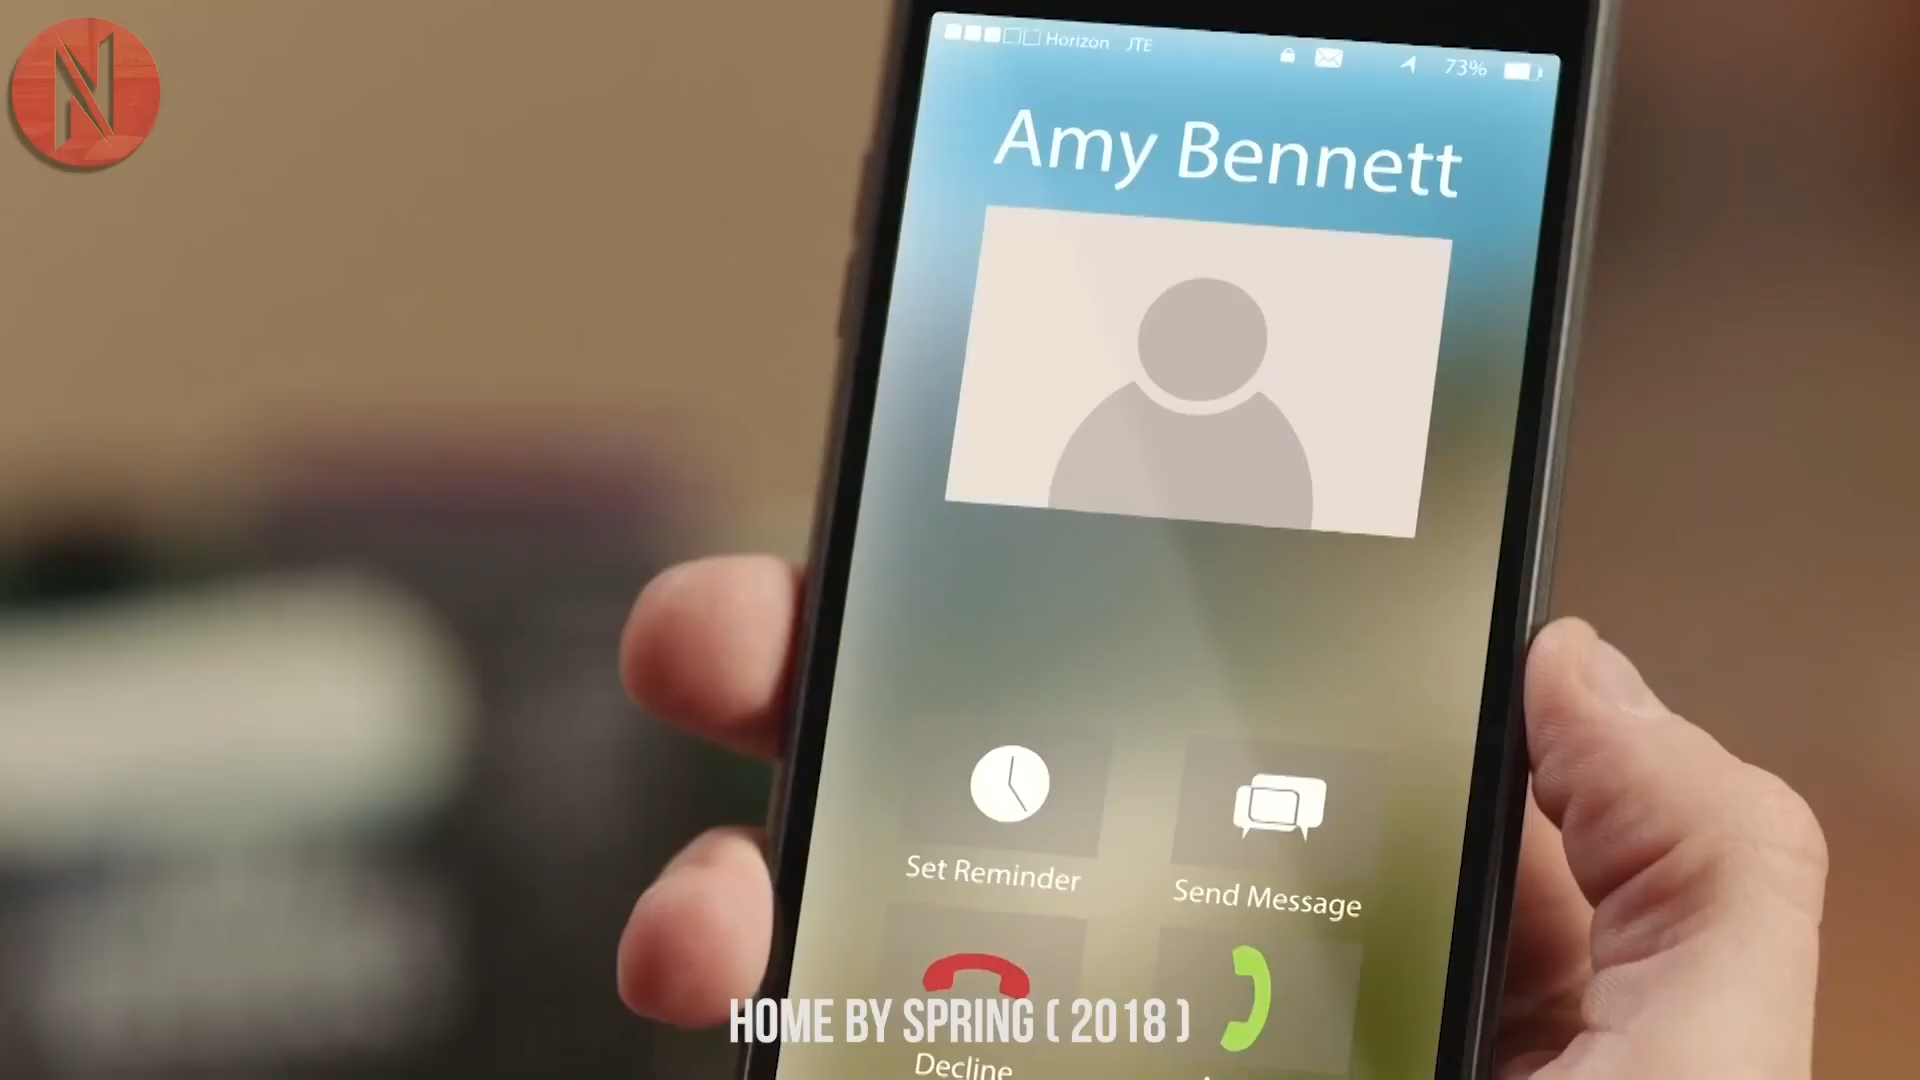 Horizon JTE 73%
Amy Bennett
Set Reminder
Send Message
HOME BY SPRING ( 2018 )
Decline